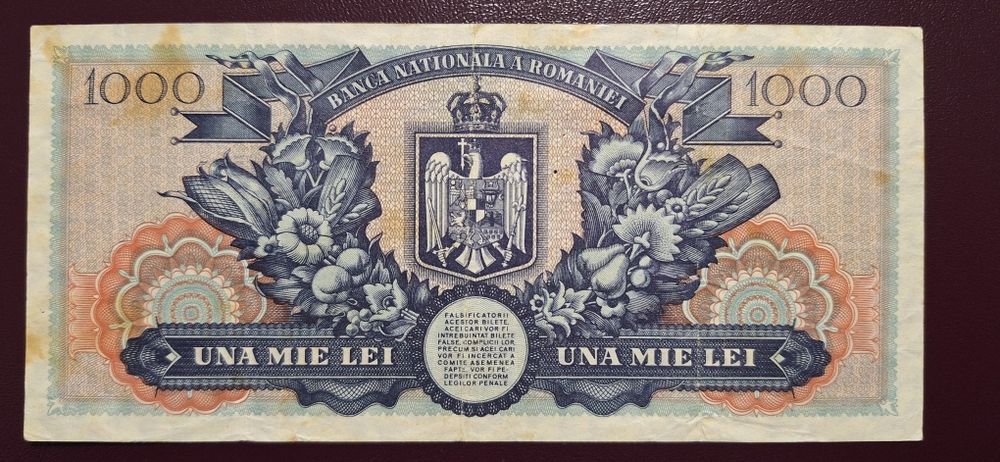 1000
BANCA NATIONALA A ROMANIEI
1000
FALSIFICATORII
ACESTOR BILETE,
ACEI CARI VOR FI
INTREBUINTAT BILETE
FALSE, COMPLICII LOR,
PRECUM SI ACEI CARI
VOR FI INCERCAT A
COMITE ASEMENEA
FAPTE, VOR FI PE-
DEPSITI CONFORM
LEGILOR PENALE
UNA MIE LEI
UNA MIE LEI